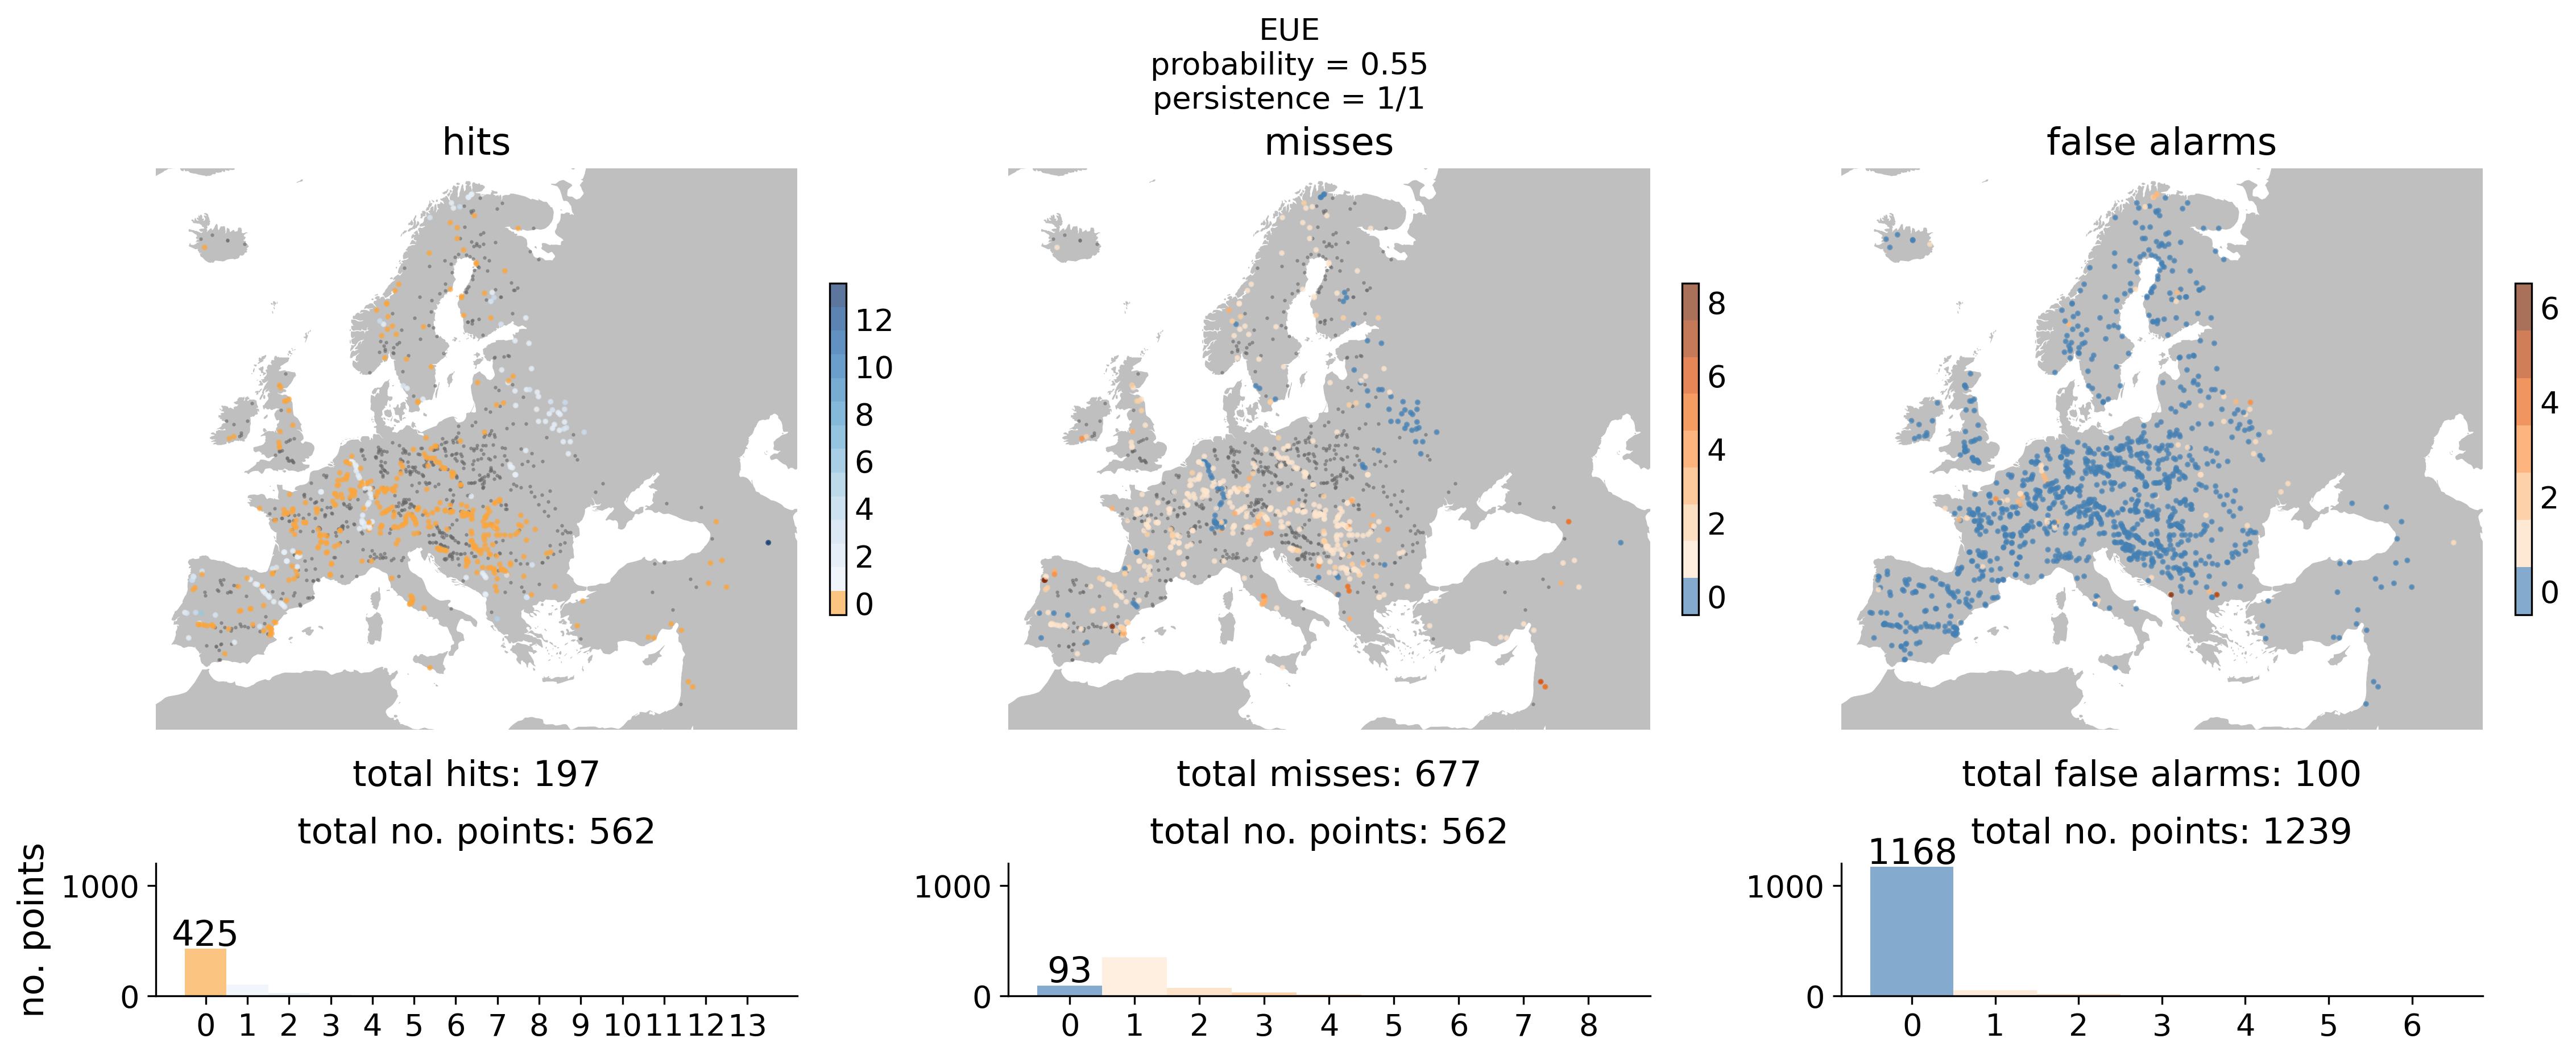 EUE
probability = 0.55
persistence = 1/1
hits
misses
false alarms
12
10
8
6
4
2
0
8
6
4
2
0
6
4
2
0
total hits: 197
total misses: 677
total false alarms: 100
total no. points: 562
total no. points: 562
total no. points: 1239
no. points
1000
0
425
0 1 2 3 4 5 6 7 8 9 10 11 12 13
1000
0
93
0 1 2 3 4 5 6 7 8
1000
0
1168
0 1 2 3 4 5 6